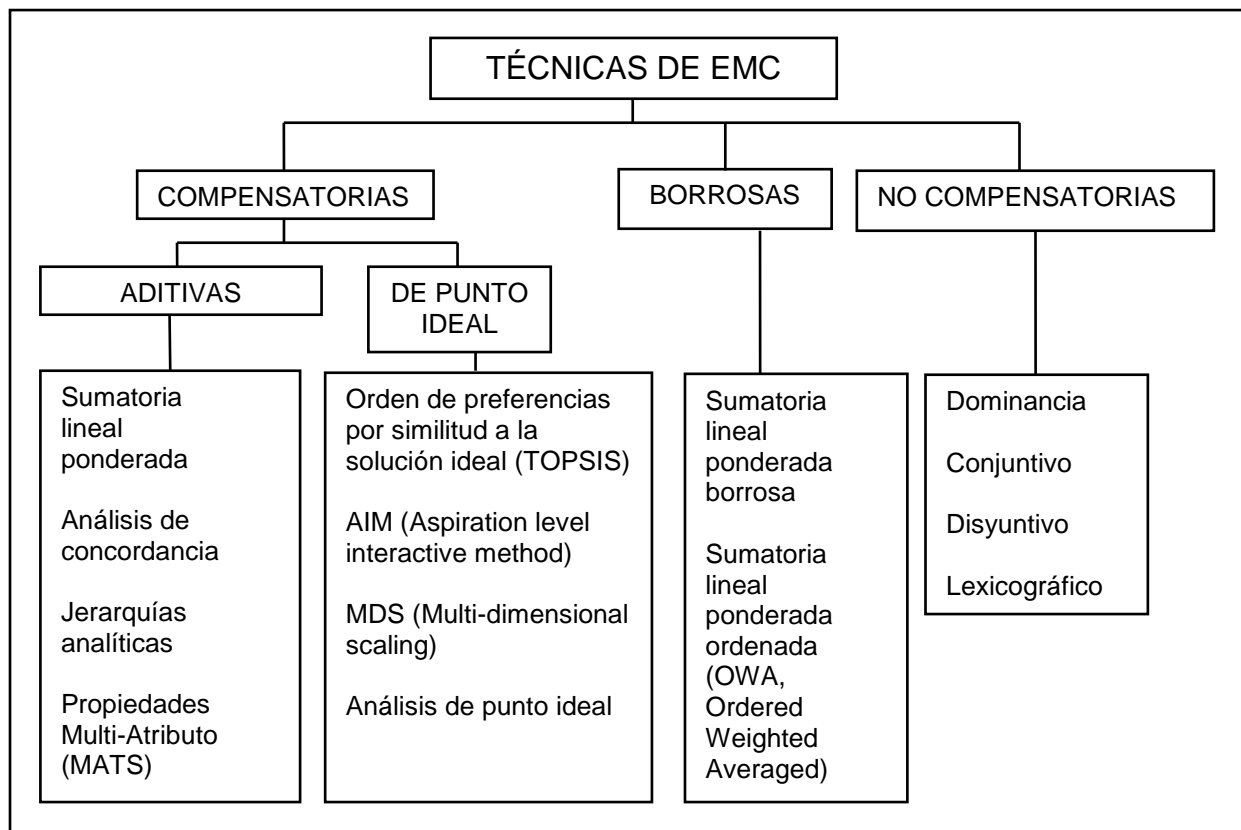 TÉCNICAS DE EMC
COMPENSATORIAS
BORROSAS
NO COMPENSATORIAS
ADITIVAS
DE PUNTO
IDEAL
Sumatoria
lineal
ponderada
Análisis de
concordancia
Jerarquías
analíticas
Propiedades
Multi-Atributo
(MATS)
Orden de preferencias
por similitud a la
solución ideal (TOPSIS)
AIM (Aspiration level
interactive method)
MDS (Multi-dimensional
scaling)
Análisis de punto ideal
Sumatoria
lineal
ponderada
borrosa
Sumatoria
lineal
ponderada
ordenada
(OWA,
Ordered
Weighted
Averaged)
Dominancia
Conjuntivo
Disyuntivo
Lexicográfico